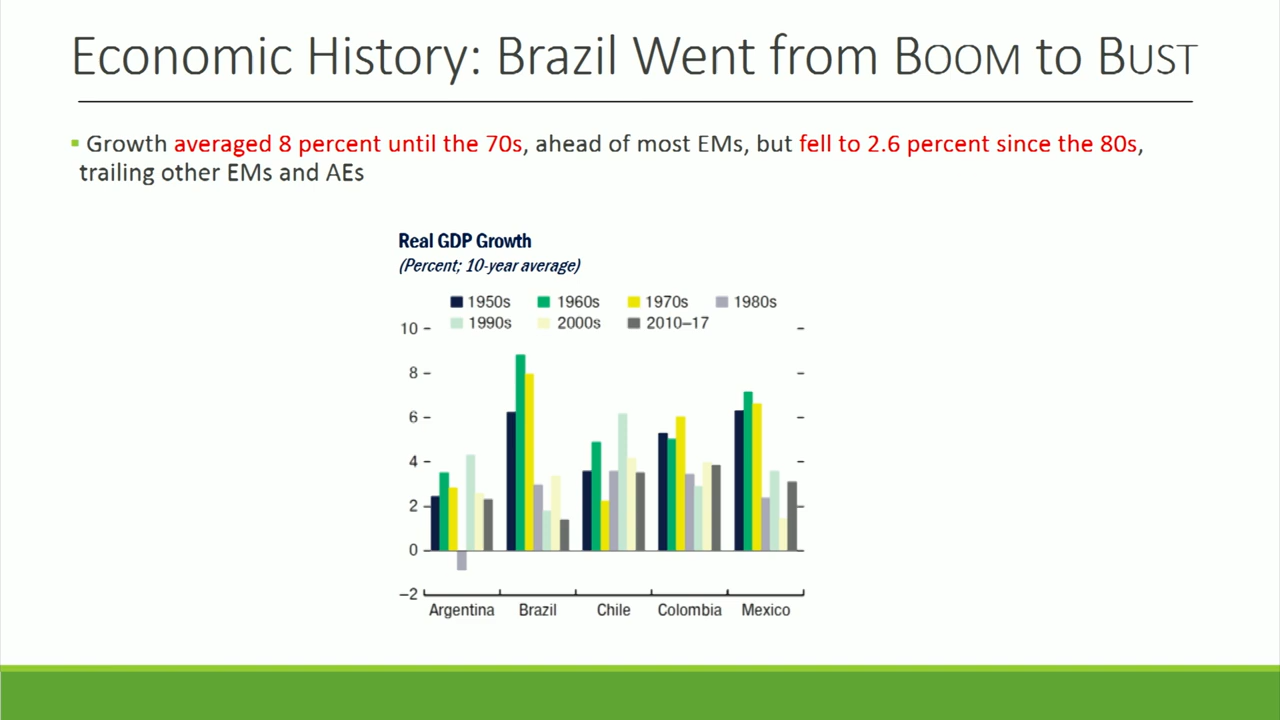 Economic History: Brazil Went from BOOM to BUST
▪ Growth averaged 8 percent until the 70s, ahead of most EMs, but fell to 2.6 percent since the 80s,
trailing other EMs and AEs
Real GDP Growth
(Percent; 10-year average)
1950s 1960s 1970s 1980s
1990s 2000s 2010–17
10
8
6
4
2
0
–2
Argentina Brazil Chile Colombia Mexico